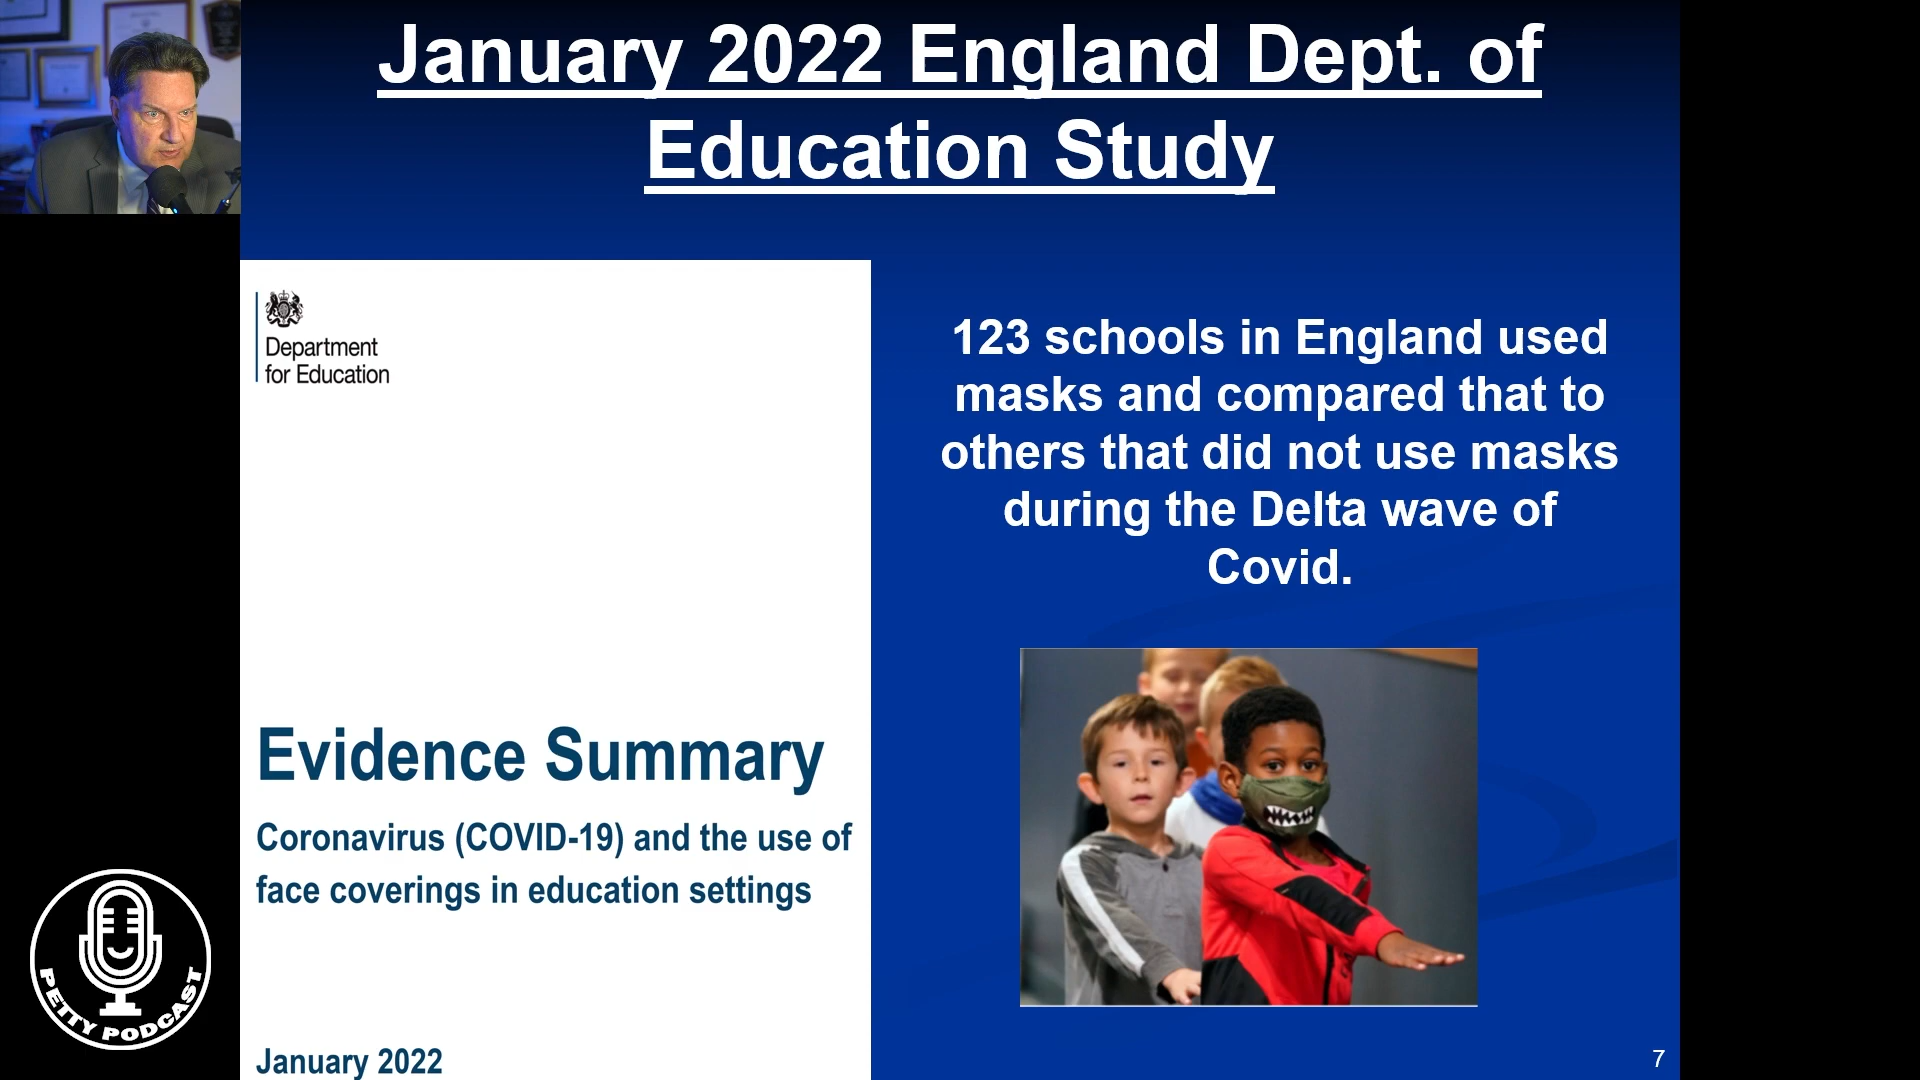 January 2022 England Dept. of
Education Study
Department
for Education
123 schools in England used
masks and compared that to
others that did not use masks
during the Delta wave of
Covid.
Evidence Summary
Coronavirus (COVID-19) and the use of
face coverings in education settings
January 2022
PETTY PODCAST
7